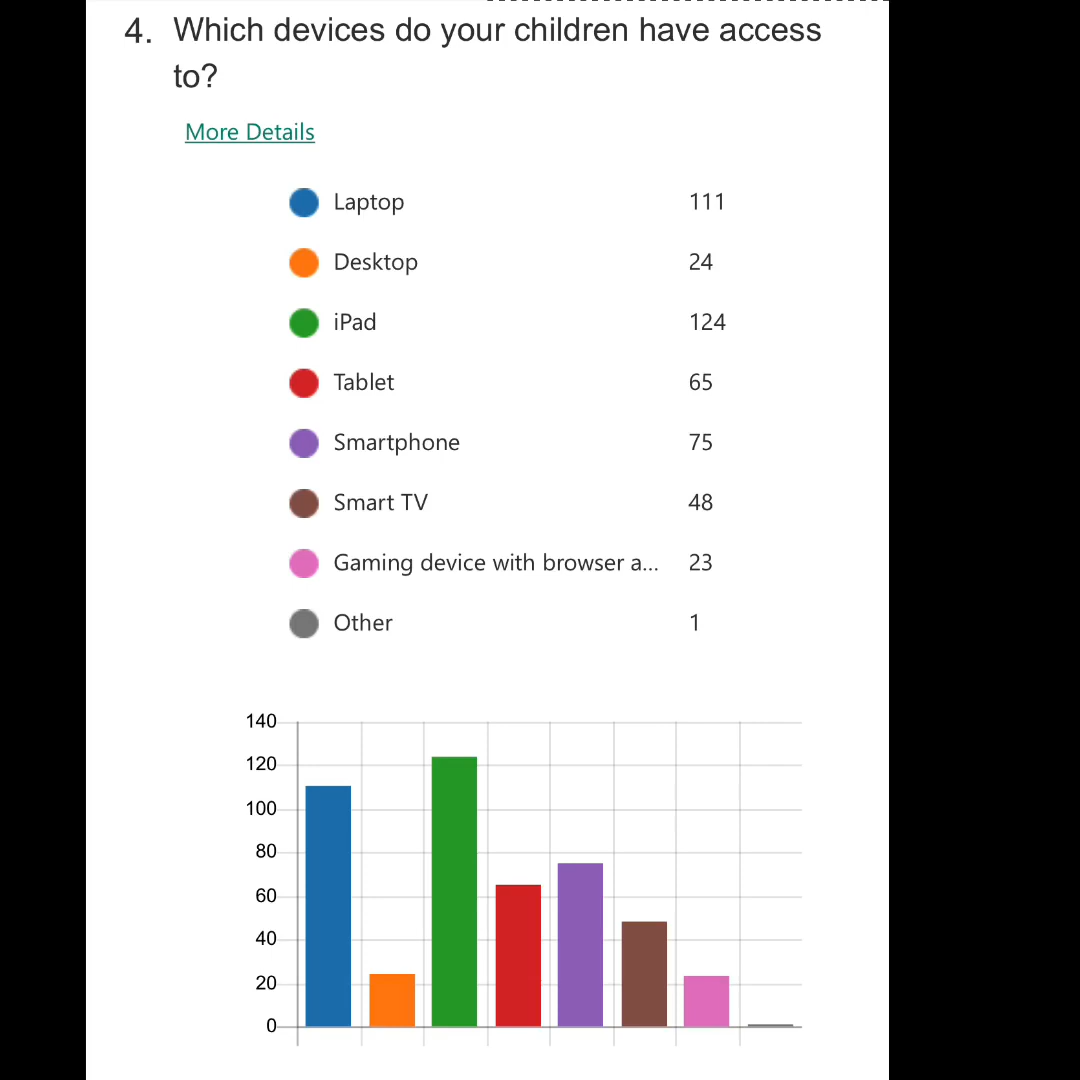 4. Which devices do your children have access
to?
More Details
Laptop 111
Desktop 24
iPad 124
Tablet 65
Smartphone 75
Smart TV 48
Gaming device with browser a... 23
Other 1
140
120
100
80
60
40
20
0